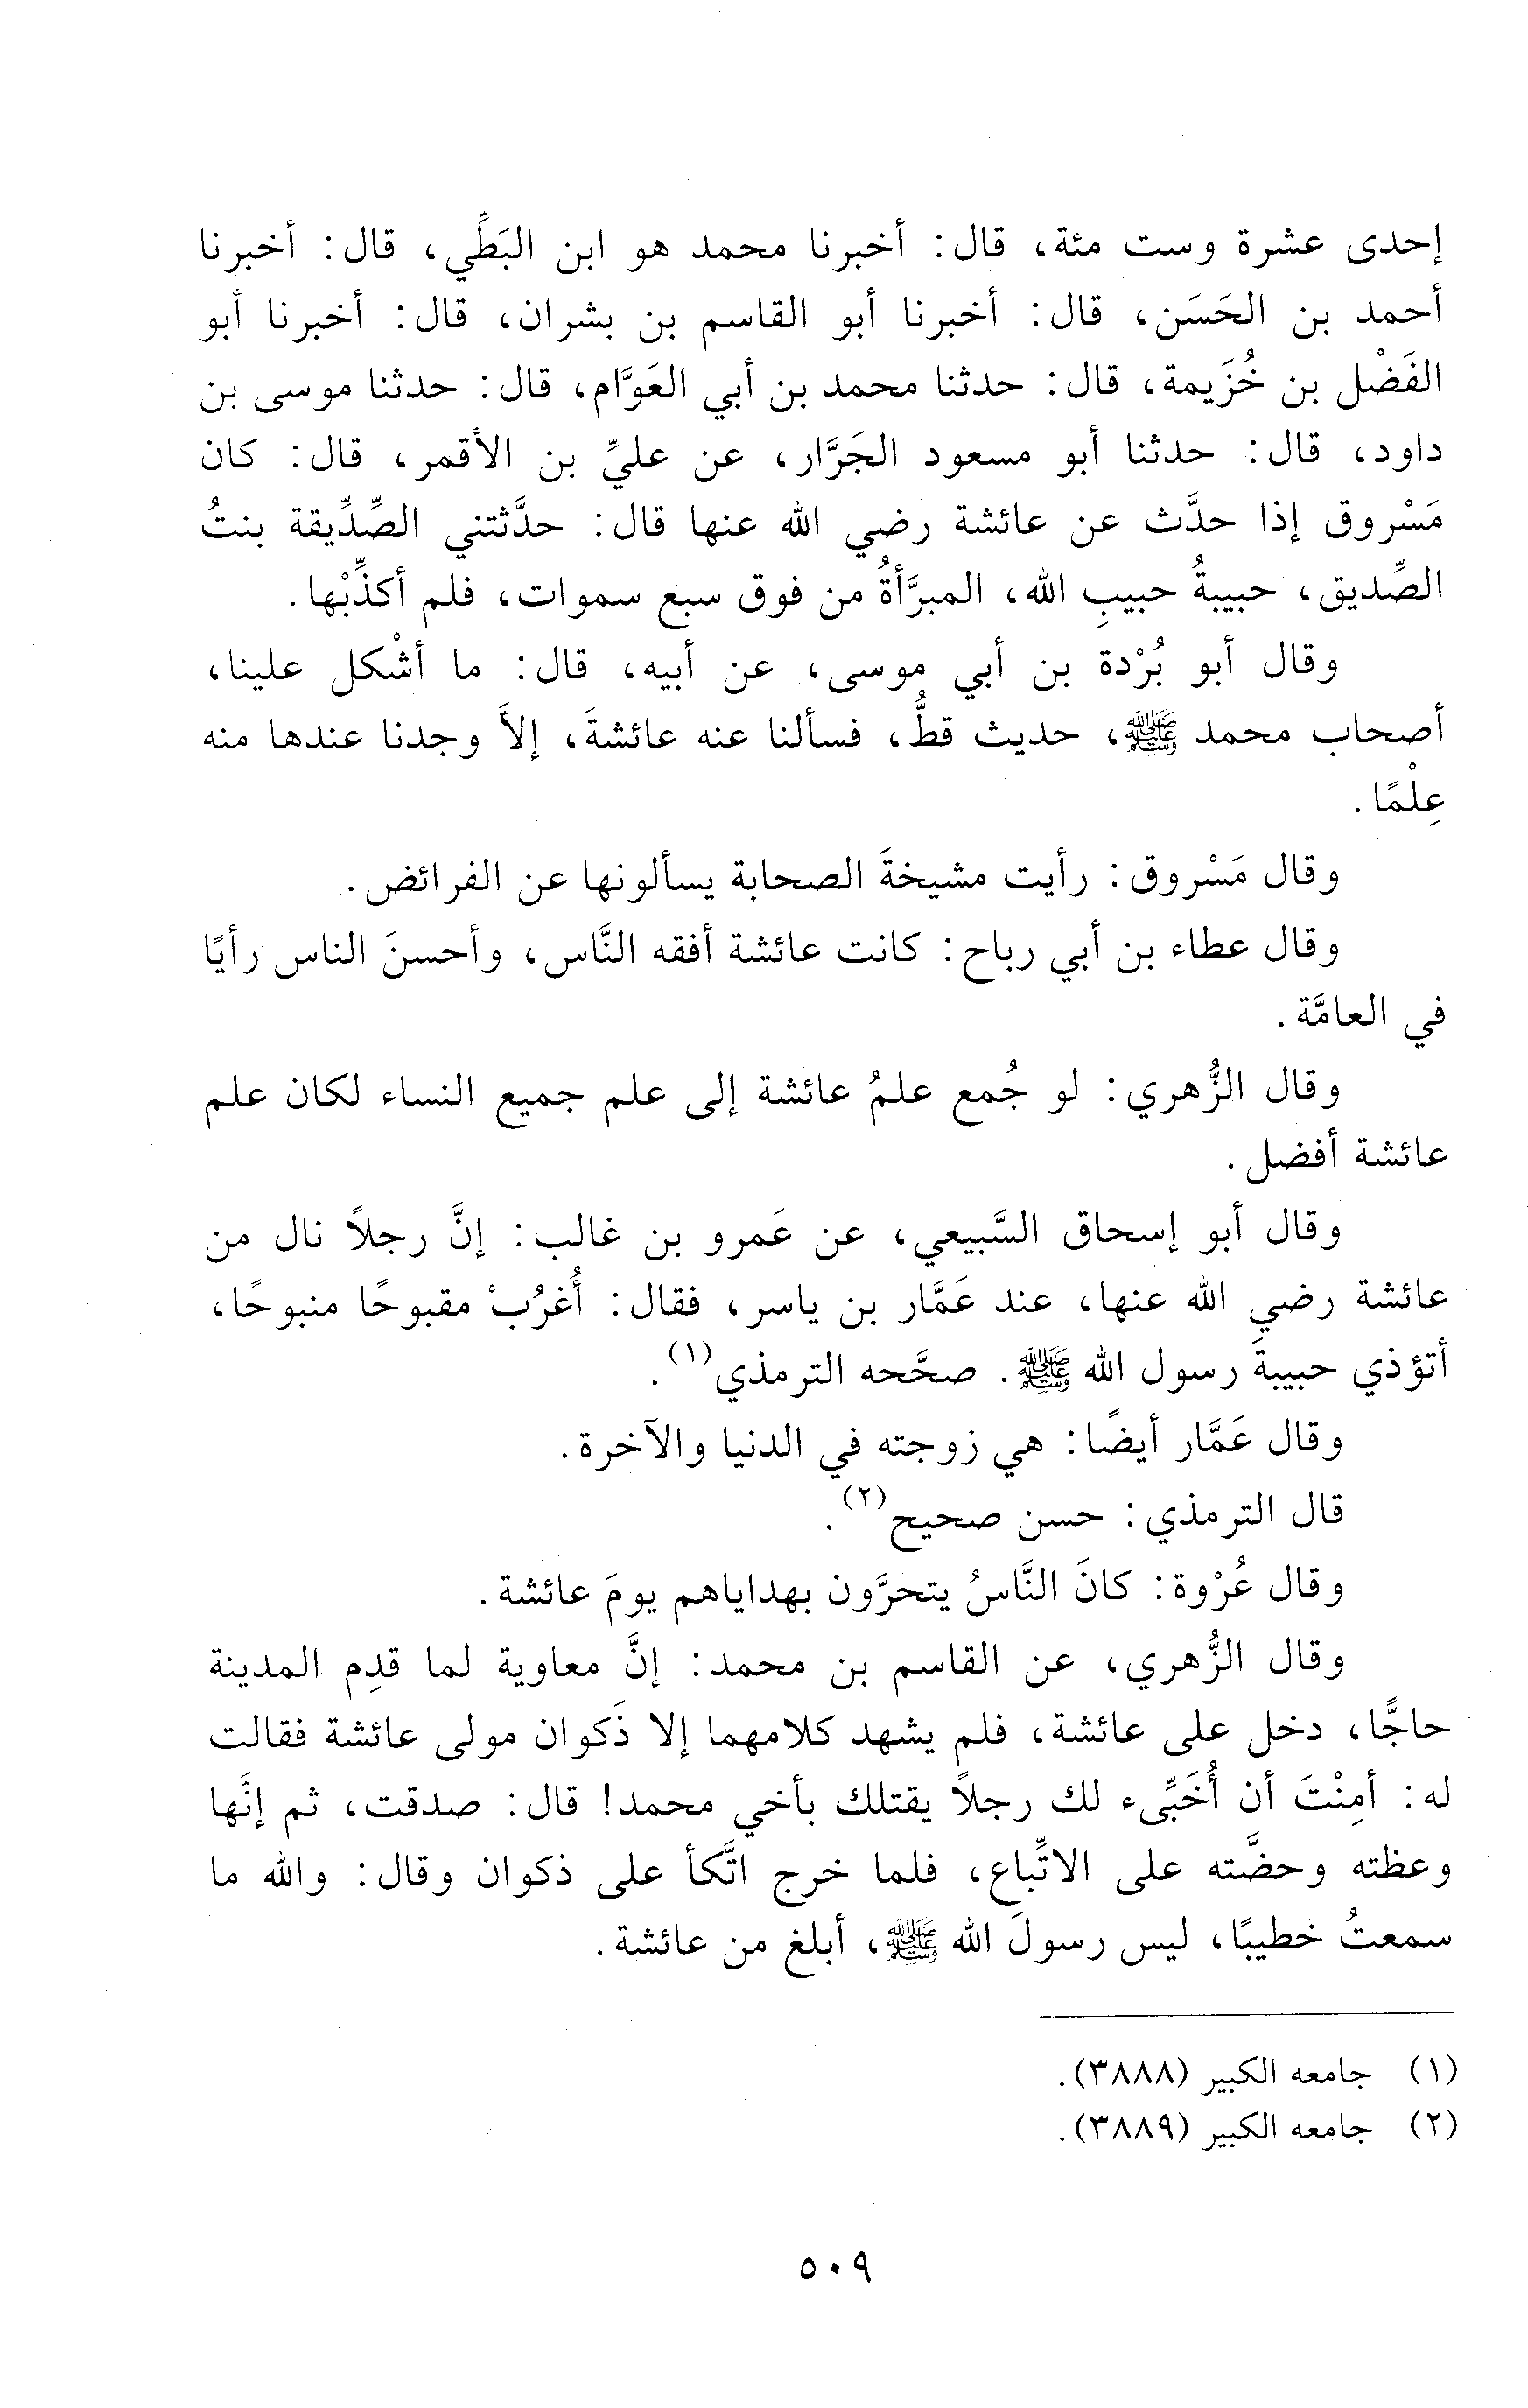 إحدى عشرة وست مئة، قال: أخبرنا محمد هو ابن البَطِّي، قال: أخبرنا
أحمد بن الحَسَن، قال: أخبرنا أبو القاسم بن بشران، قال: أخبرنا أبو
الفَضْل بن خُزَيمة، قال: حدثنا محمد بن أبي العَوَّام، قال: حدثنا موسى بن
داود، قال: حدثنا أبو مسعود الجَرَّار، عن عليِّ بن الأقمر، قال: كان
مَسْروق إذا حدَّث عن عائشة رضي الله عنها قال: حدَّثتني الصِّدِّيقة بنتُ
الصِّديق، حبيبةُ حبيبِ الله، المبرَّأةُ من فوق سبع سموات، فلم أكذِّبْها.
وقال أبو بُرْدة بن أبي موسى، عن أبيه، قال: ما أشْكل علينا،
أصحاب محمد ﷺ، حديث قطُّ، فسألنا عنه عائشةَ، إلاَّ وجدنا عندها منه
عِلْمًا.
وقال مَسْروق: رأيت مشيخةَ الصحابة يسألونها عن الفرائض.
وقال عطاء بن أبي رباح: كانت عائشة أفقه النَّاس، وأحسنَ الناس رأيًا
في العامَّة.
وقال الزُّهري: لو جُمع علمُ عائشة إلى علم جميع النساء لكان علم
عائشة أفضل.
وقال أبو إسحاق السَّبيعي، عن عَمرو بن غالب: إنَّ رجلاً نال من
عائشة رضي الله عنها، عند عَمَّار بن ياسر، فقال: أُغرُبْ مقبوحًا منبوحًا،
أتؤذي حبيبةَ رسول الله ﷺ. صحَّحه الترمذي(١).
وقال عَمَّار أيضًا: هي زوجته في الدنيا والآخرة.
قال الترمذي: حسن صحيح(٢).
وقال عُرْوة: كانَ النَّاسُ يتحرَّون بهداياهم يومَ عائشة.
وقال الزُّهري، عن القاسم بن محمد: إنَّ معاوية لما قدِم المدينة
حاجًّا، دخل على عائشة، فلم يشهد كلامهما إلا ذَكوان مولى عائشة فقالت
له: أمِنْتَ أن أُخَبِّىء لك رجلاً يقتلك بأخي محمد! قال: صدقت، ثم إنَّها
وعظته وحضَّته على الاتِّباع، فلما خرج اتَّكأ على ذكوان وقال: والله ما
سمعتُ خطيبًا، ليس رسولَ الله ﷺ، أبلغ من عائشة.
(١) جامعه الكبير (٣٨٨٨).
(٢) جامعه الكبير (٣٨٨٩).
٥٠٩